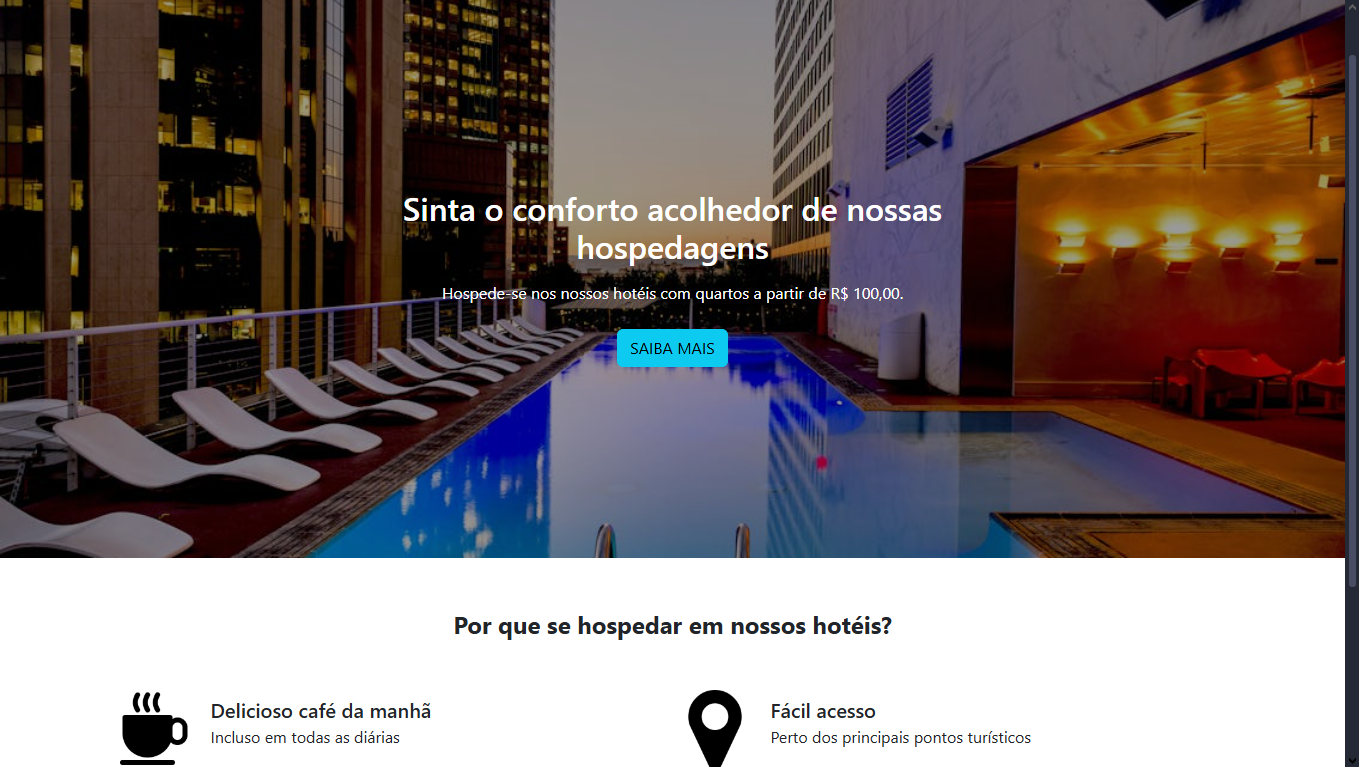 Sinta o conforto acolhedor de nossas
hospedagens
Hospede-se nos nossos hotéis com quartos a partir de R$ 100,00.
SAIBA MAIS
Por que se hospedar em nossos hotéis?
Delicioso café da manhã
Incluso em todas as diárias
Fácil acesso
Perto dos principais pontos turísticos